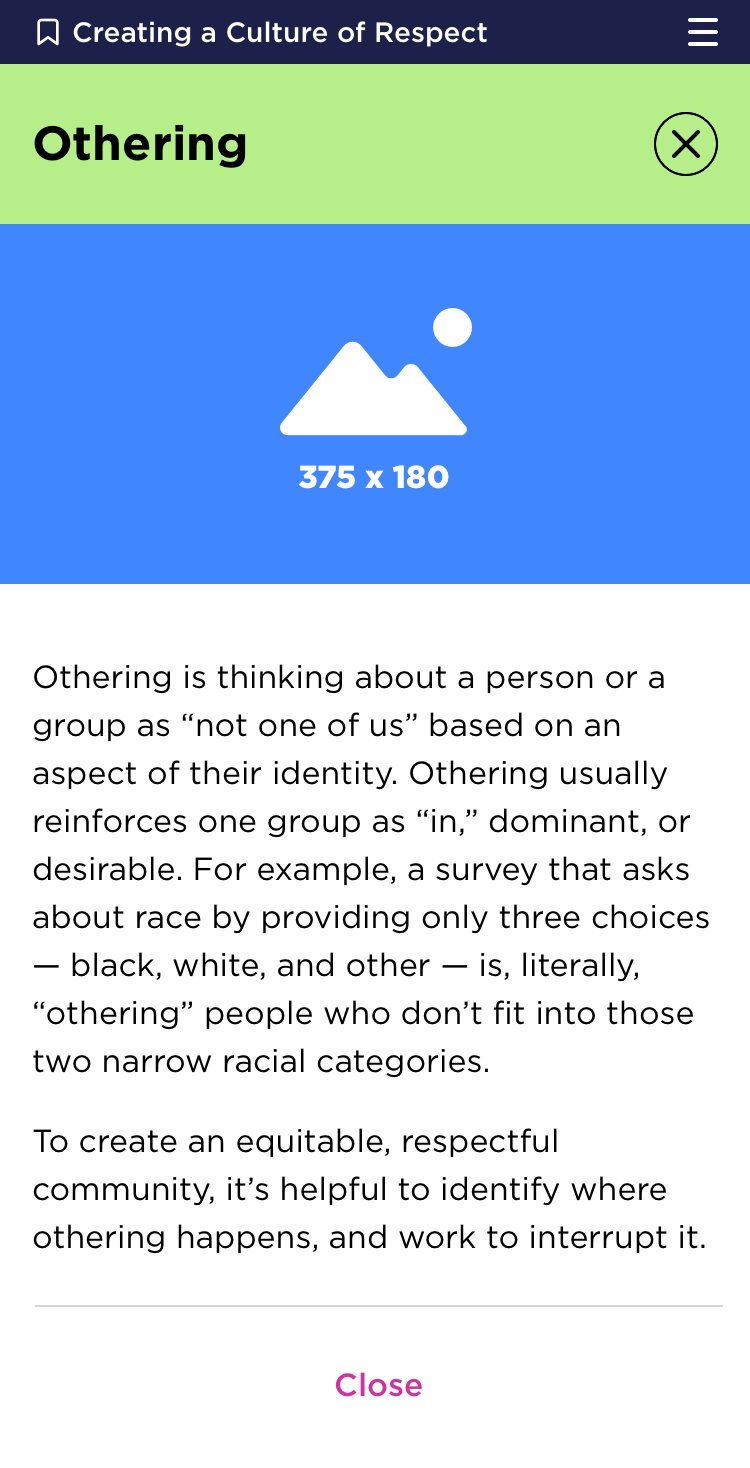 Creating a Culture of Respect
Othering
375 x 180
Othering is thinking about a person or a
group as “not one of us” based on an
aspect of their identity. Othering usually
reinforces one group as “in,” dominant, or
desirable. For example, a survey that asks
about race by providing only three choices
— black, white, and other — is, literally,
“othering” people who don’t fit into those
two narrow racial categories.
To create an equitable, respectful
community, it’s helpful to identify where
othering happens, and work to interrupt it.
Close